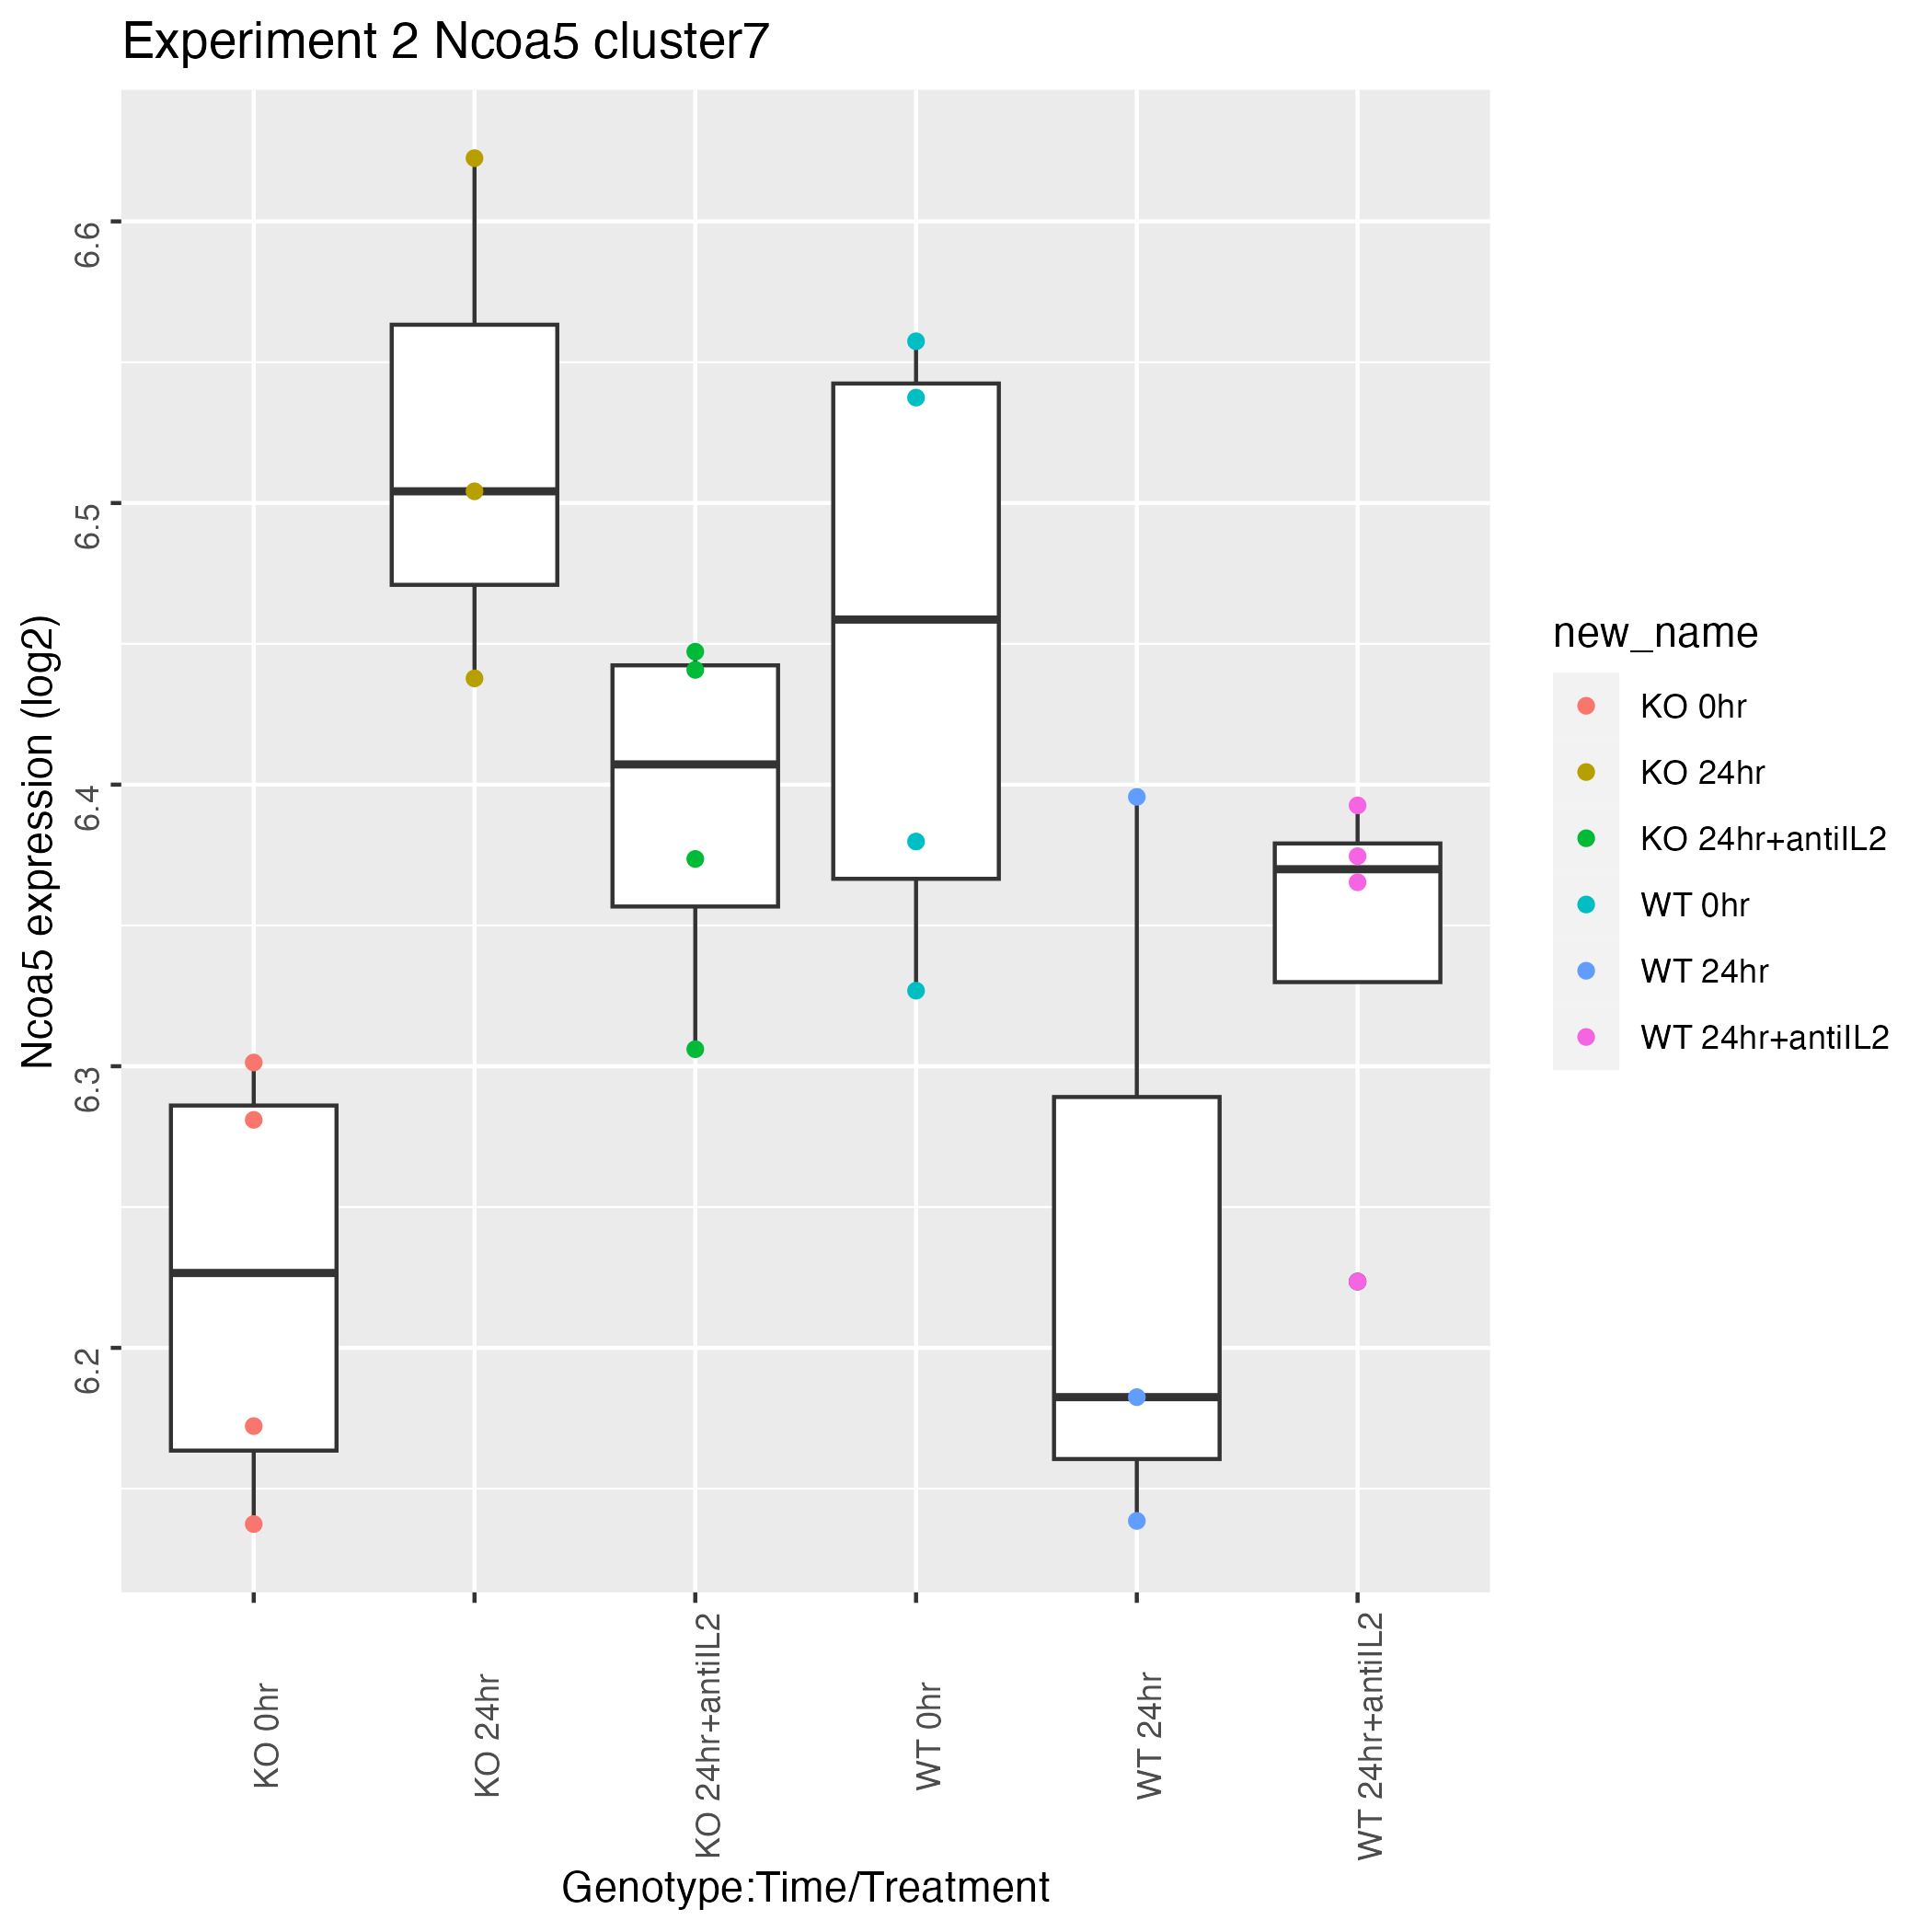 Experiment 2 Ncoa5 cluster7
Ncoa5 expression (log2)
6.6
6.5
6.4
6.3
6.2
KO 0hr
KO 24hr
KO 24hr+antiIL2
WT 0hr
WT 24hr
WT 24hr+antiIL2
Genotype:Time/Treatment
new_name
KO 0hr
KO 24hr
KO 24hr+antiIL2
WT 0hr
WT 24hr
WT 24hr+antiIL2